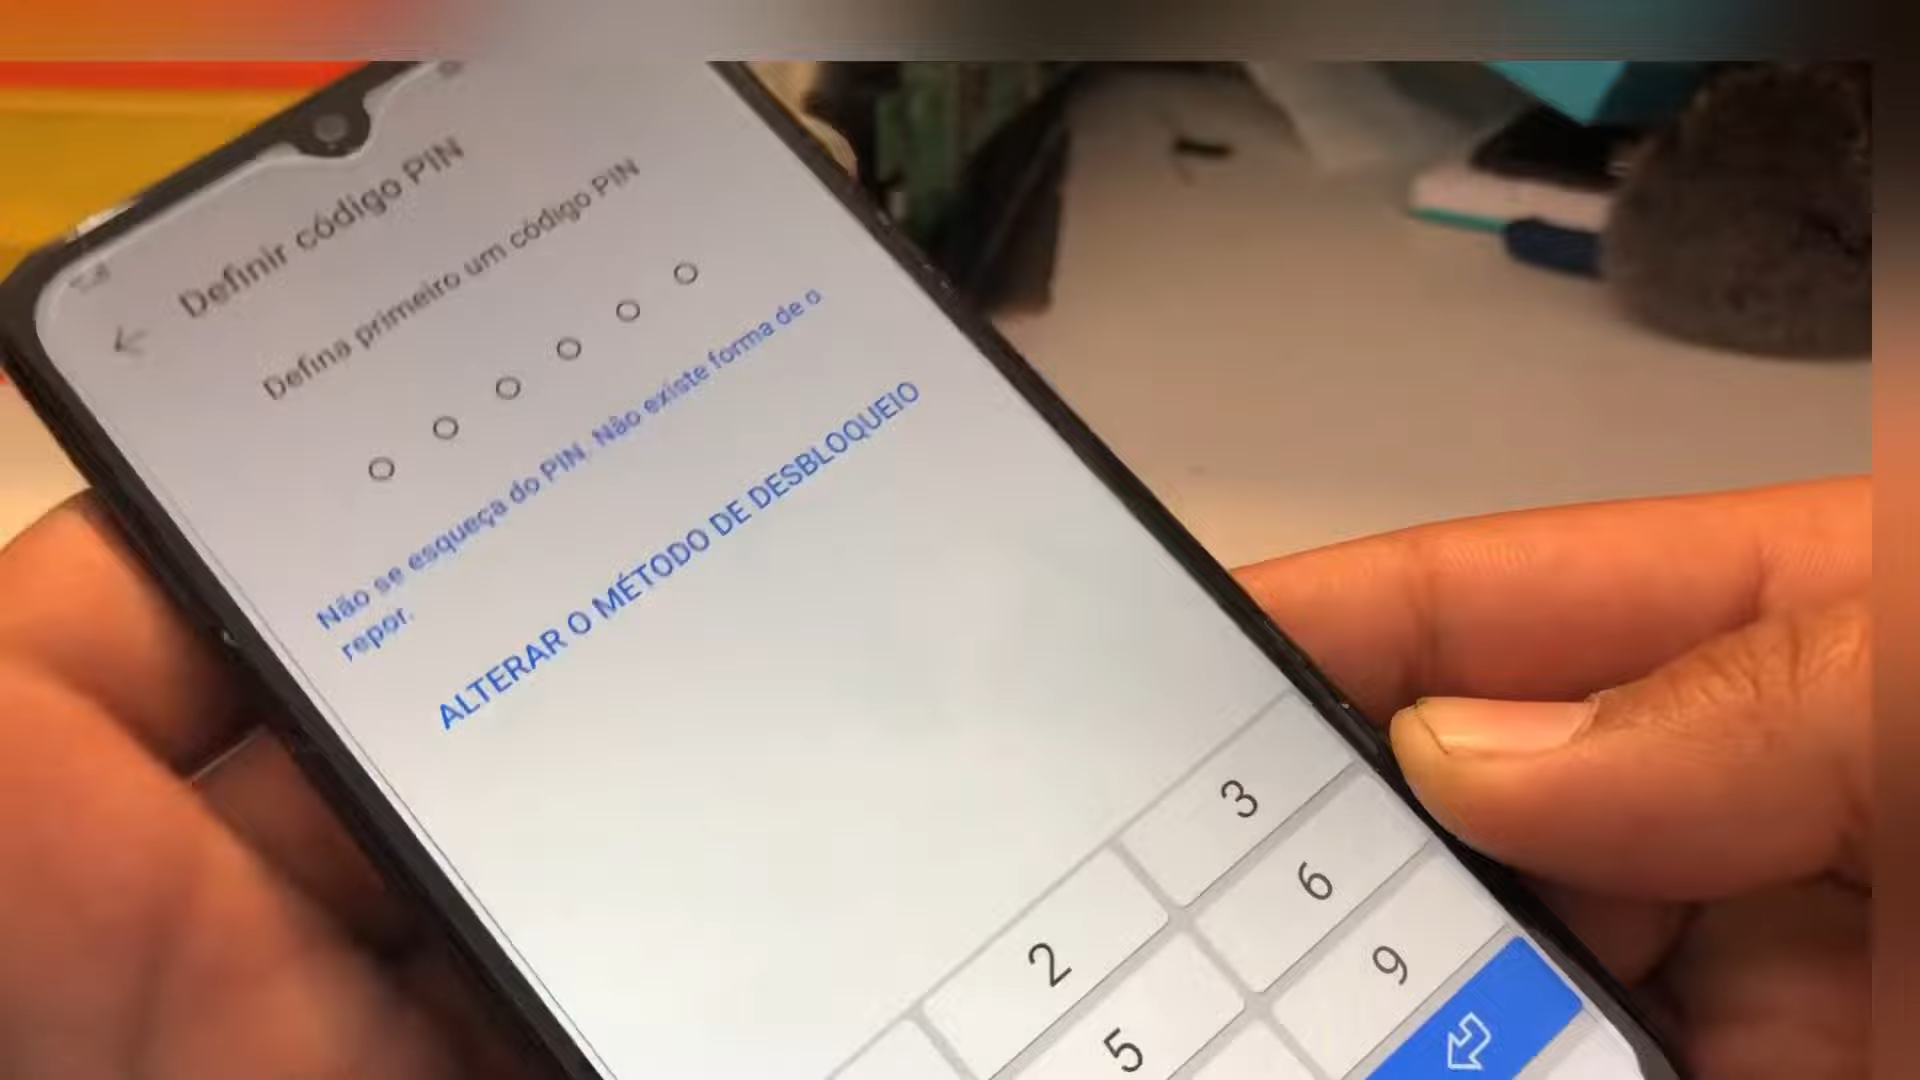 Definir código PIN
Defina primeiro um código PIN
Não se esqueça do PIN. Não existe forma de o
repor.
ALTERAR O MÉTODO DE DESBLOQUEIO
3
2
6
5
9